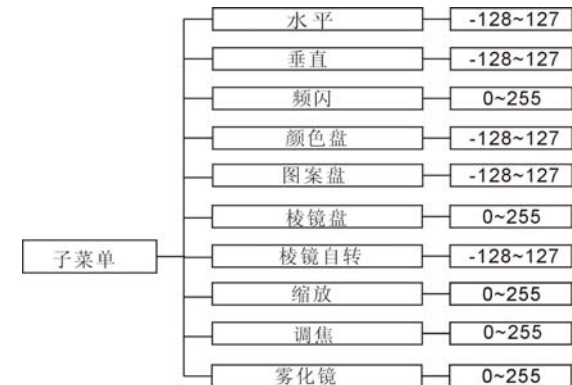 水平 -128~127
垂直 -128~127
频闪 0~255
颜色盘 -128~127
图案盘 -128~127
棱镜盘 0~255
子菜单
棱镜自转 -128~127
缩放 0~255
调焦 0~255
雾化镜 0~255